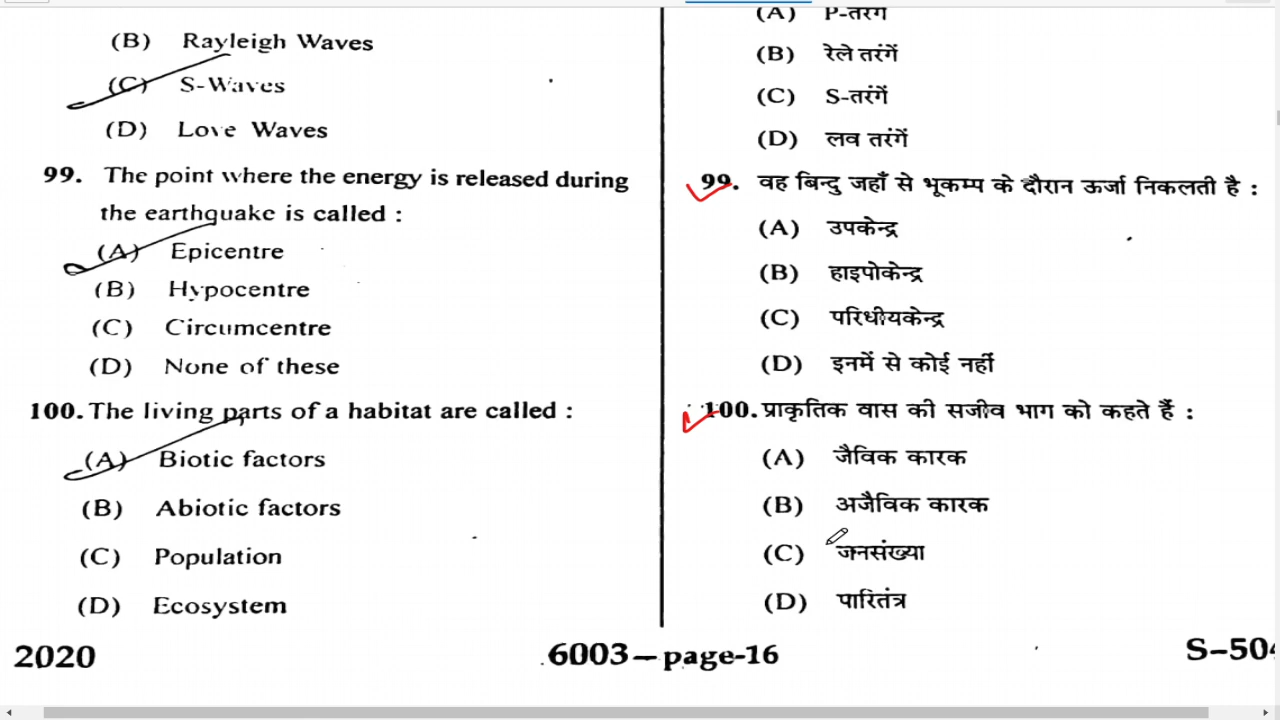 (B) Rayleigh Waves
(C) S-Waves
(D) Love Waves
99. The point where the energy is released during
the earthquake is called :
(A) Epicentre
(B) Hypocentre
(C) Circumcentre
(D) None of these
100. The living parts of a habitat are called :
(A) Biotic factors
(B) Abiotic factors
(C) Population
(D) Ecosystem
(A) P-तरंगें
(B) रेले तरंगें
(C) S-तरंगें
(D) लव तरंगें
99. वह बिन्दु जहाँ से भूकम्प के दौरान ऊर्जा निकलती है :
(A) उपकेन्द्र
(B) हाइपोकेन्द्र
(C) परिधीयकेन्द्र
(D) इनमें से कोई नहीं
100. प्राकृतिक वास की सजीव भाग को कहते हैं :
(A) जैविक कारक
(B) अजैविक कारक
(C) जनसंख्या
(D) पारितंत्र
2020 6003-page-16 S-504